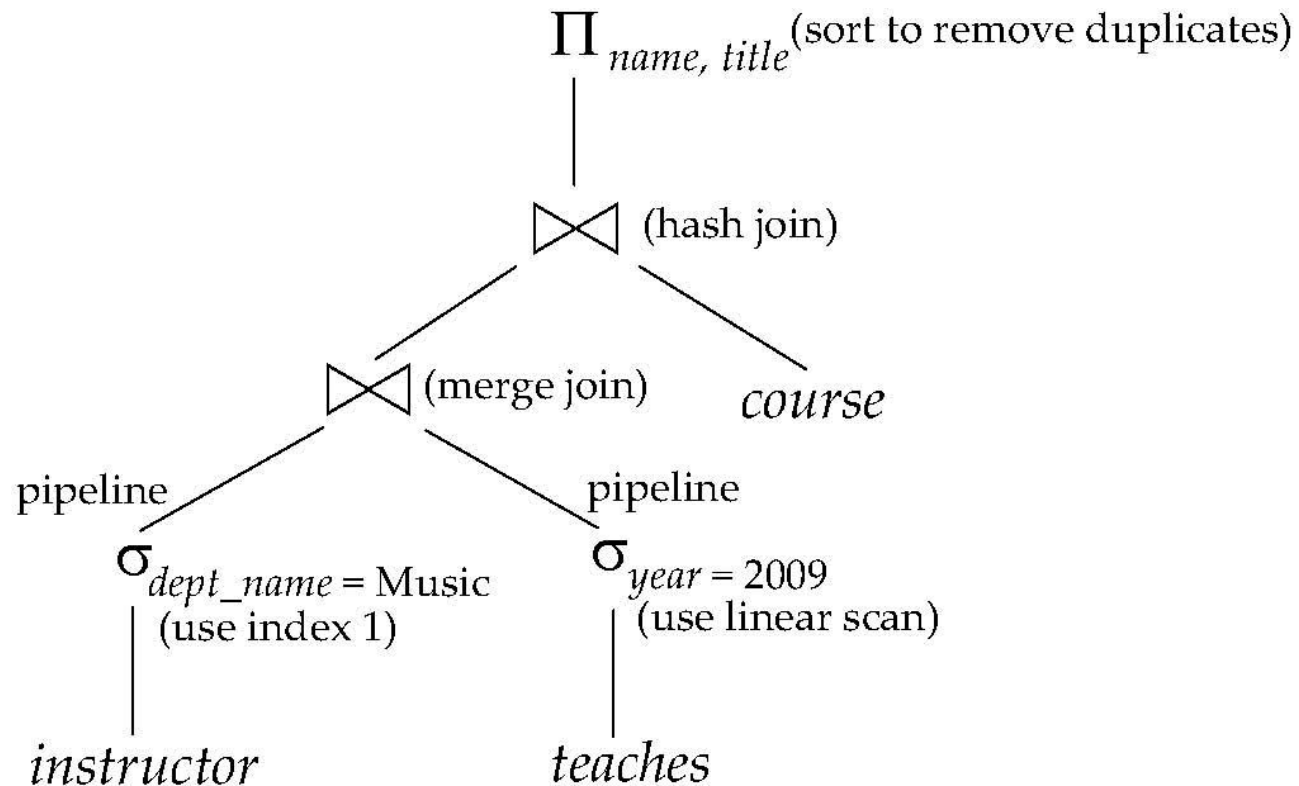 Π name, title (sort to remove duplicates)
(hash join)
(merge join)
course
pipeline
pipeline
σ dept_name = Music
σ year = 2009
(use index 1)
(use linear scan)
instructor
teaches